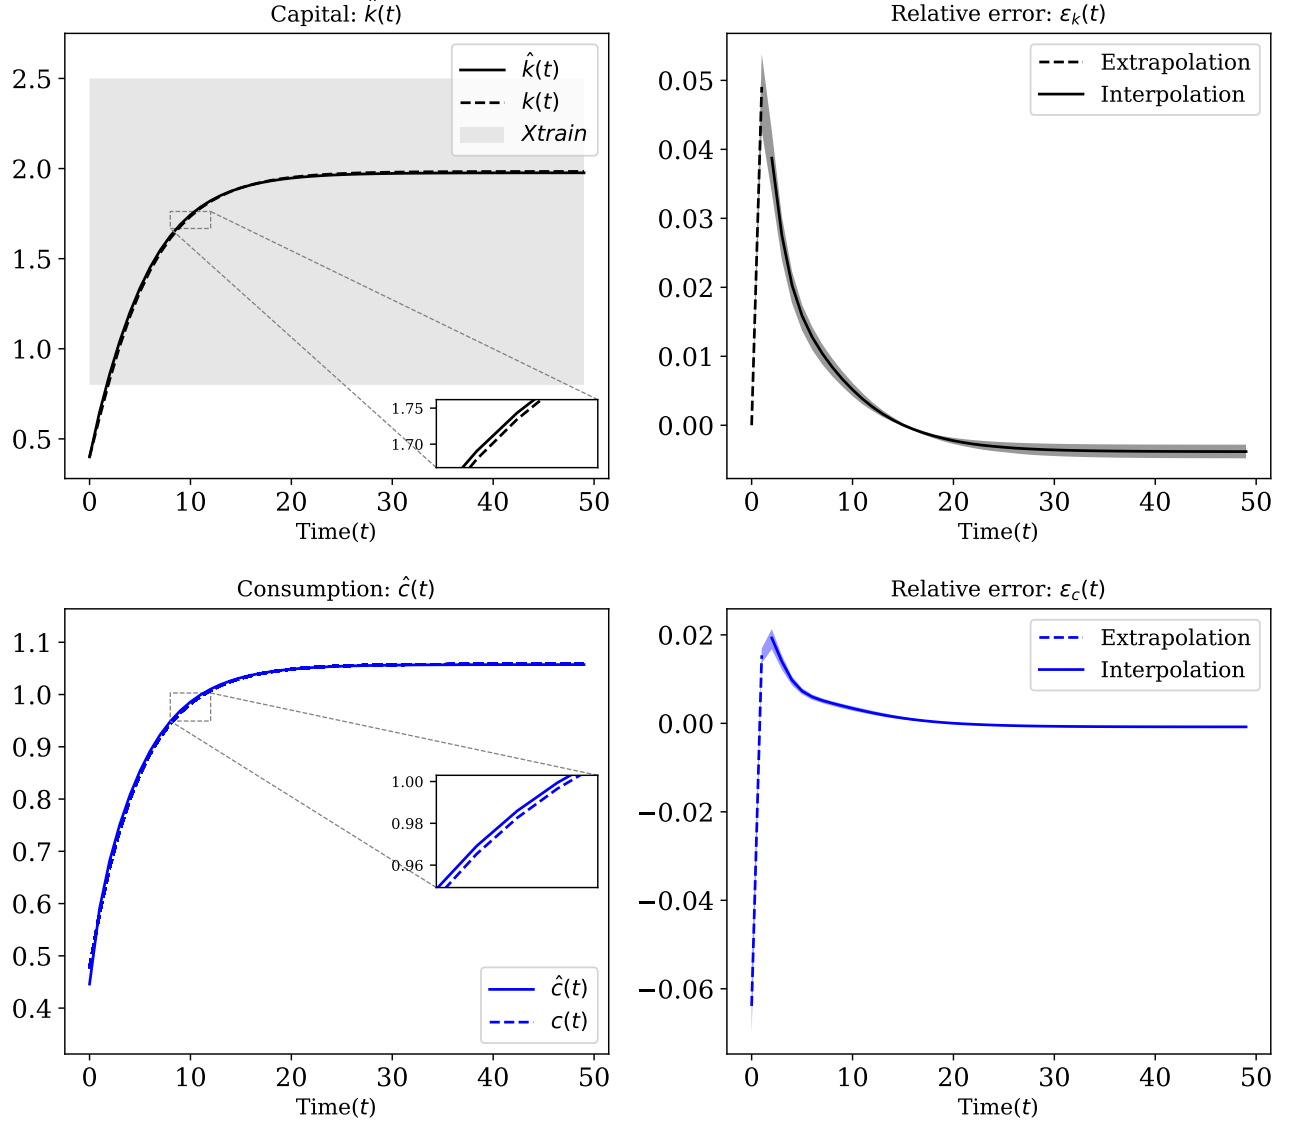 Capital: k̂(t)
2.5
2.0
1.5
1.0
0.5
k̂(t)
k(t)
Xtrain
1.75
1.70
0 10 20 30 40 50
Time(t)
Relative error: ε_k(t)
0.05
0.04
0.03
0.02
0.01
0.00
Extrapolation
Interpolation
0 10 20 30 40 50
Time(t)
Consumption: ĉ(t)
1.1
1.0
0.9
0.8
0.7
0.6
0.5
0.4
1.00
0.98
0.96
ĉ(t)
c(t)
0 10 20 30 40 50
Time(t)
Relative error: ε_c(t)
0.02
0.00
−0.02
−0.04
−0.06
Extrapolation
Interpolation
0 10 20 30 40 50
Time(t)